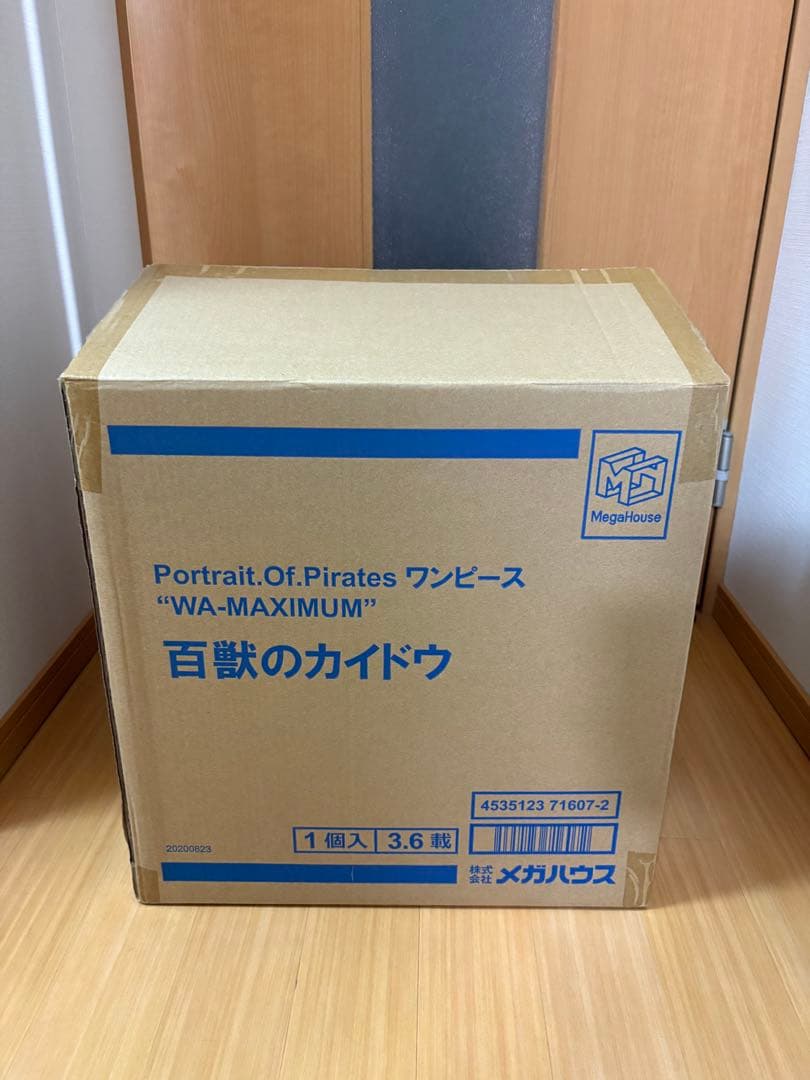 MegaHouse
Portrait.Of.Pirates ワンピース
“WA-MAXIMUM”
百獣のカイドウ
4535123 71607-2
20200823
1個入 3.6 載
株式会社 メガハウス